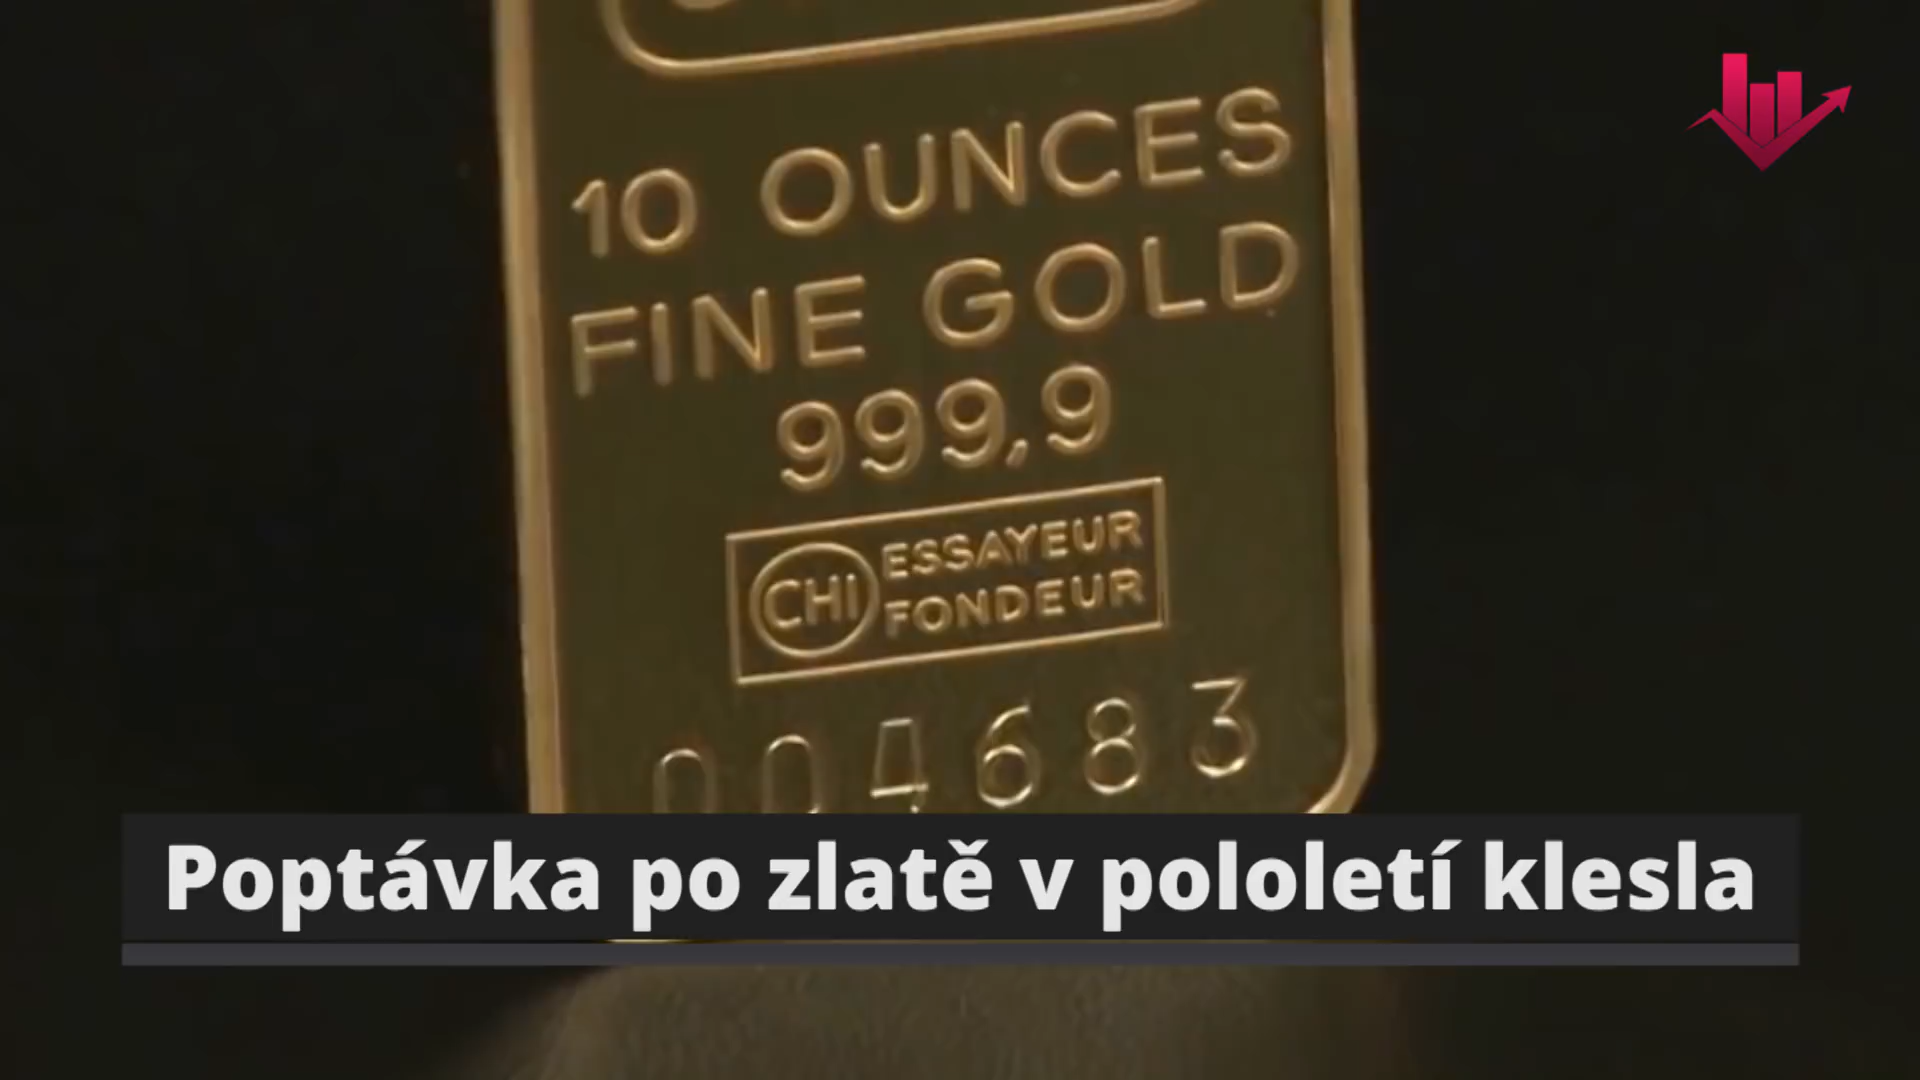 10 OUNCES
FINE GOLD
999,9
CHI ESSAYEUR
FONDEUR
004683
Poptávka po zlatě v pololetí klesla